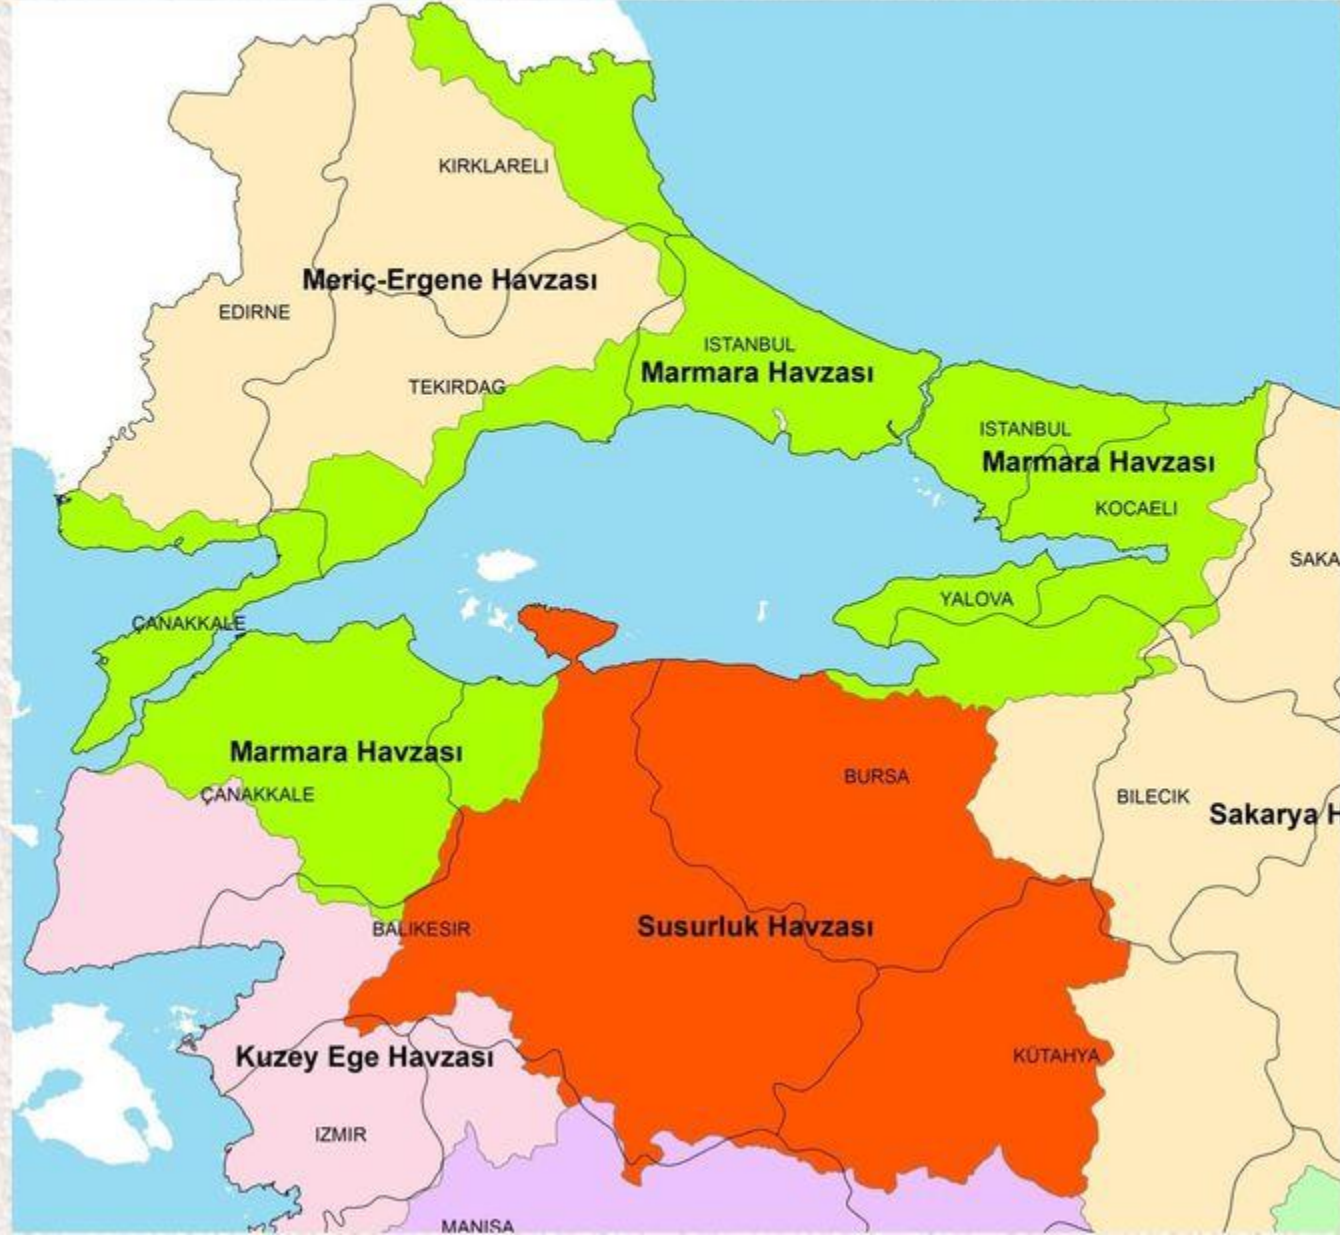 KIRKLARELI
Meriç-Ergene Havzası
EDIRNE
ISTANBUL
Marmara Havzası
TEKIRDAG
ISTANBUL
Marmara Havzası
KOCAELI
SAKA
YALOVA
ÇANAKKALE
Marmara Havzası
ÇANAKKALE
BURSA
BILECIK
Sakarya H
BALIKESIR
Susurluk Havzası
Kuzey Ege Havzası
KÜTAHYA
IZMIR
MANISA